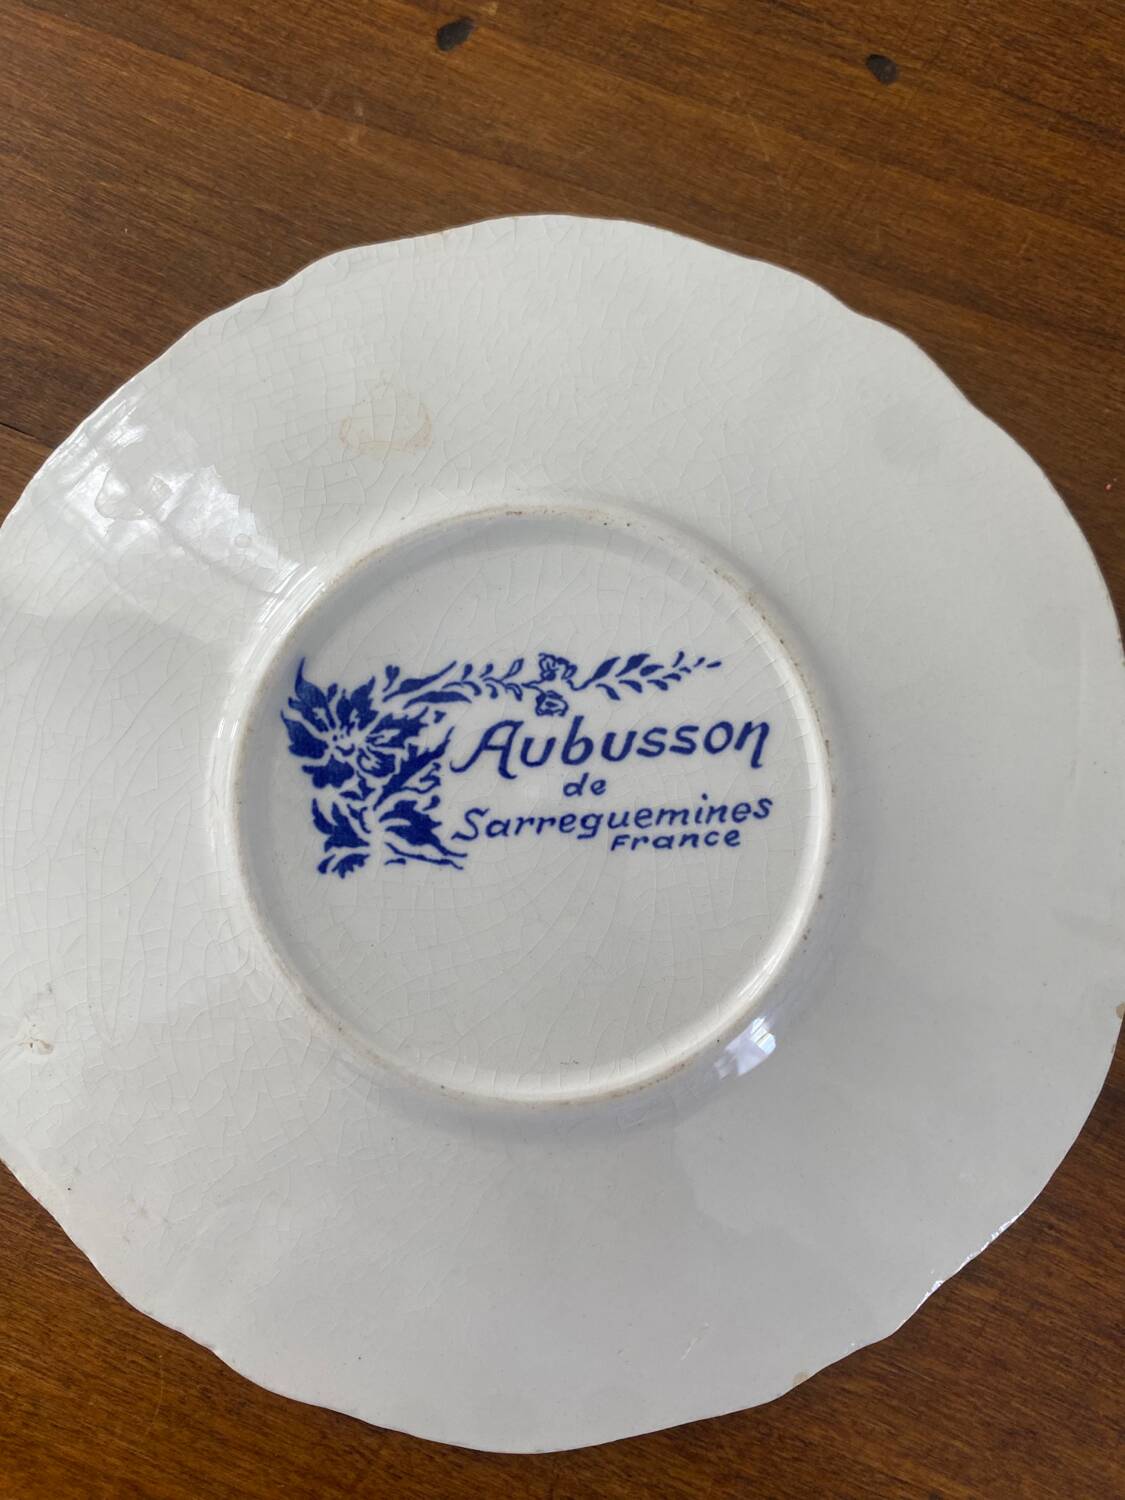 Aubusson
de
Sarreguemines
France